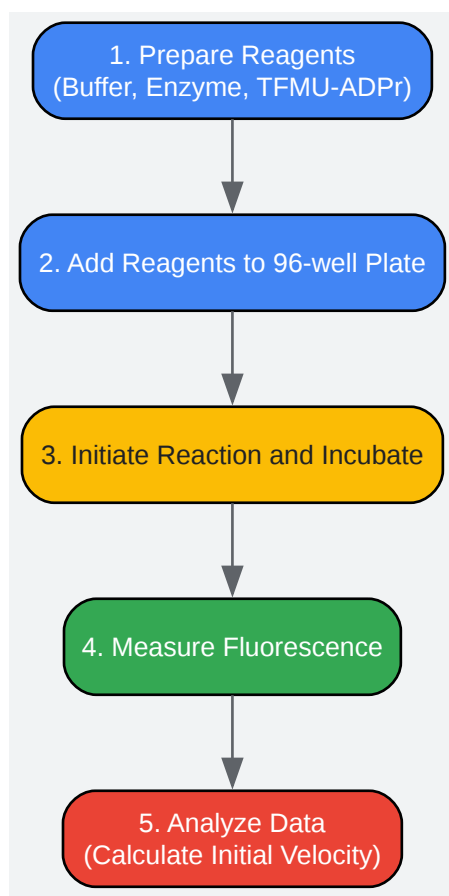 1. Prepare Reagents
(Buffer, Enzyme, TFMU-ADPr)
2. Add Reagents to 96-well Plate
3. Initiate Reaction and Incubate
4. Measure Fluorescence
5. Analyze Data
(Calculate Initial Velocity)